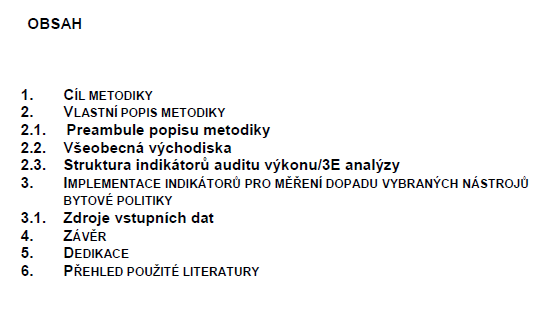 OBSAH
1. CÍL METODIKY
2. VLASTNÍ POPIS METODIKY
2.1. Preambule popisu metodiky
2.2. Všeobecná východiska
2.3. Struktura indikátorů auditu výkonu/3E analýzy
3. IMPLEMENTACE INDIKÁTORŮ PRO MĚŘENÍ DOPADU VYBRANÝCH NÁSTROJŮ
BYTOVÉ POLITIKY
3.1. Zdroje vstupních dat
4. ZÁVĚR
5. DEDIKACE
6. PŘEHLED POUŽITÉ LITERATURY